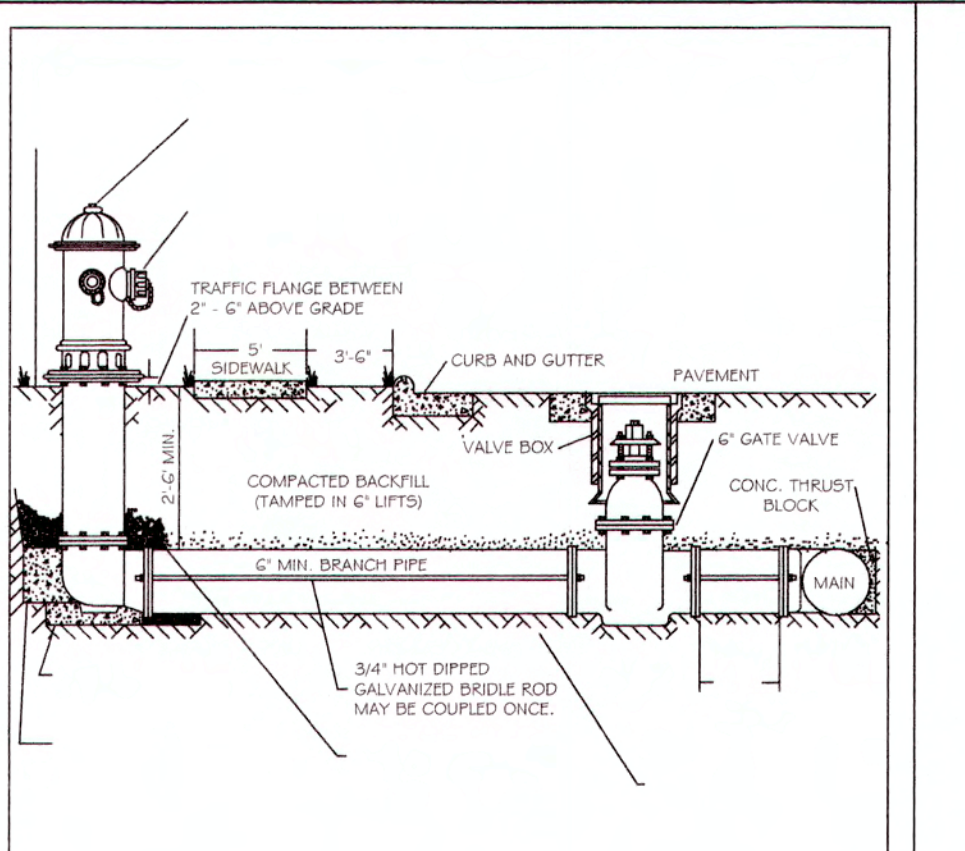 TRAFFIC FLANGE BETWEEN
2" - 6" ABOVE GRADE
5'
SIDEWALK
3'-6"
CURB AND GUTTER
PAVEMENT
VALVE BOX
6" GATE VALVE
2'-6' MIN.
COMPACTED BACKFILL
(TAMPED IN 6" LIFTS)
CONC. THRUST
BLOCK
6" MIN. BRANCH PIPE
MAIN
3/4" HOT DIPPED
GALVANIZED BRIDLE ROD
MAY BE COUPLED ONCE.